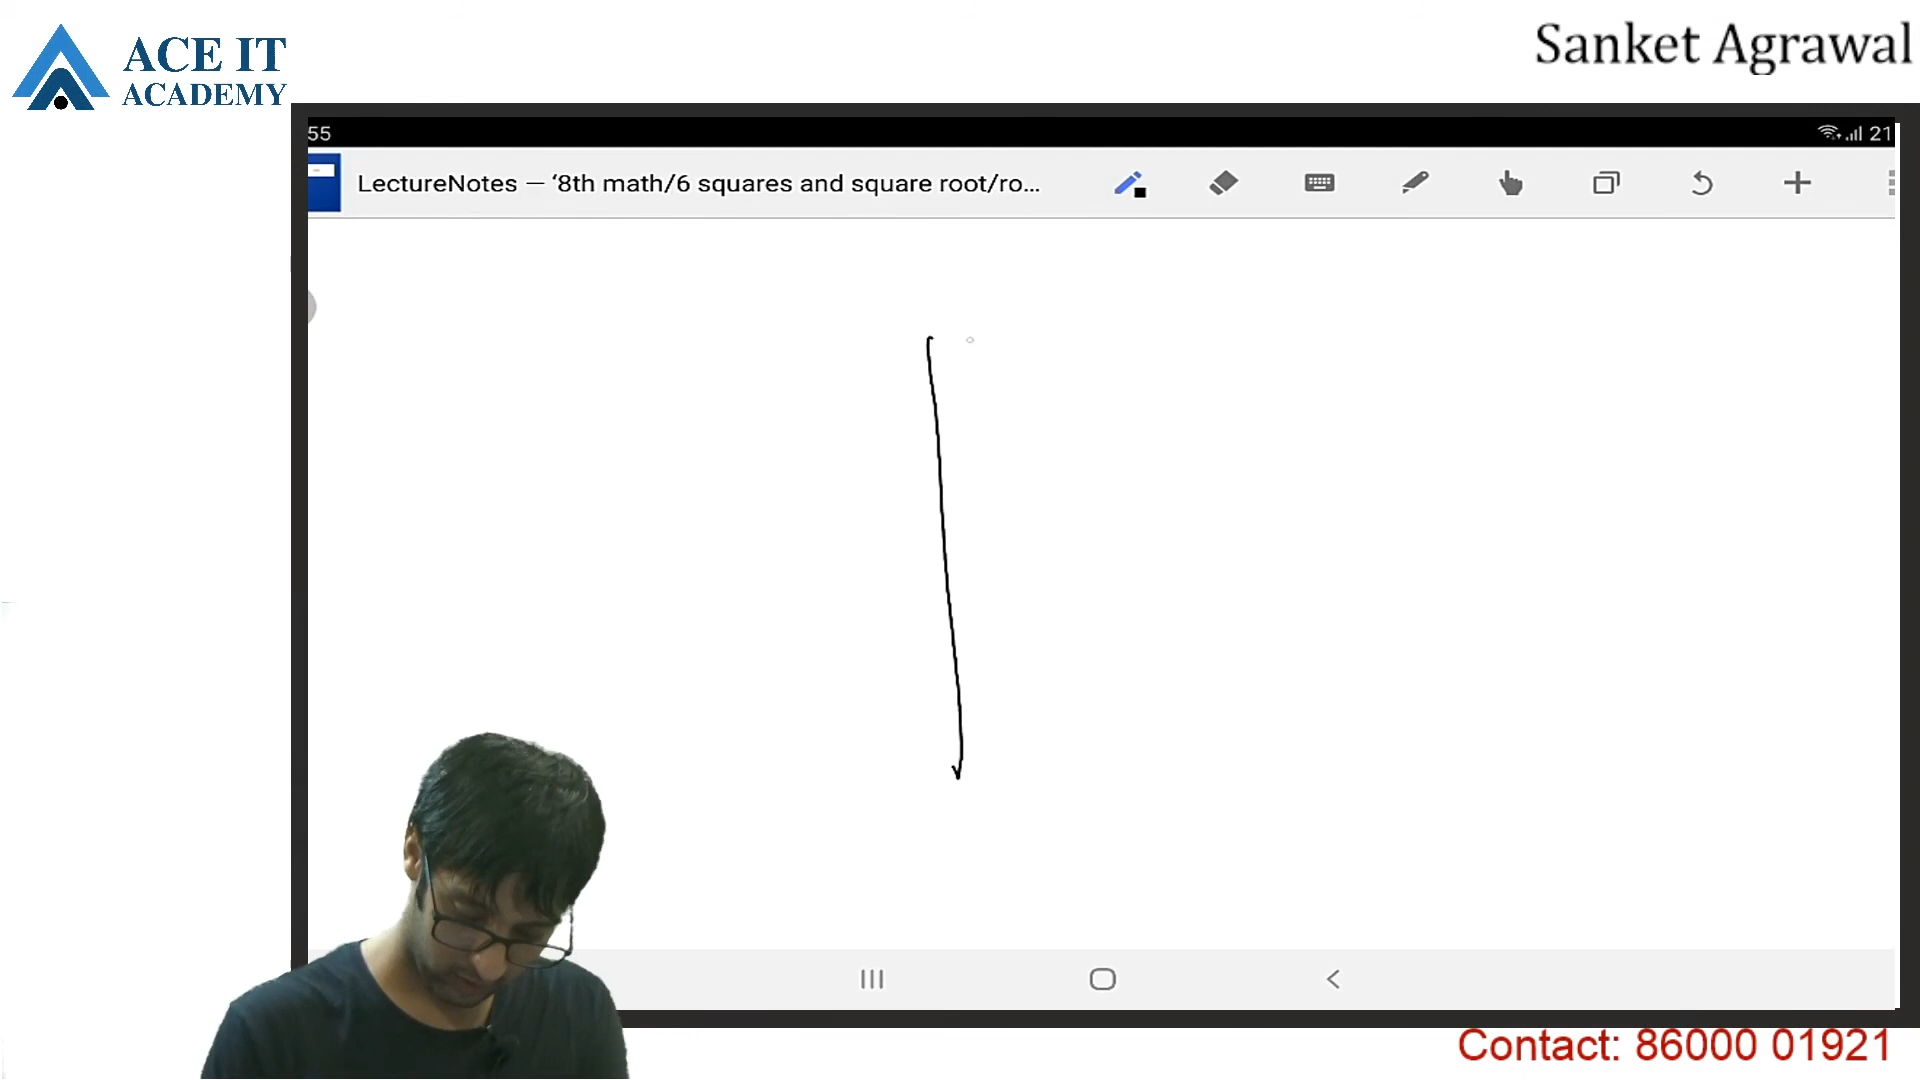 ACE IT
ACADEMY
Sanket Agrawal
55
21
LectureNotes — ‘8th math/6 squares and square root/ro...
Contact: 86000 01921